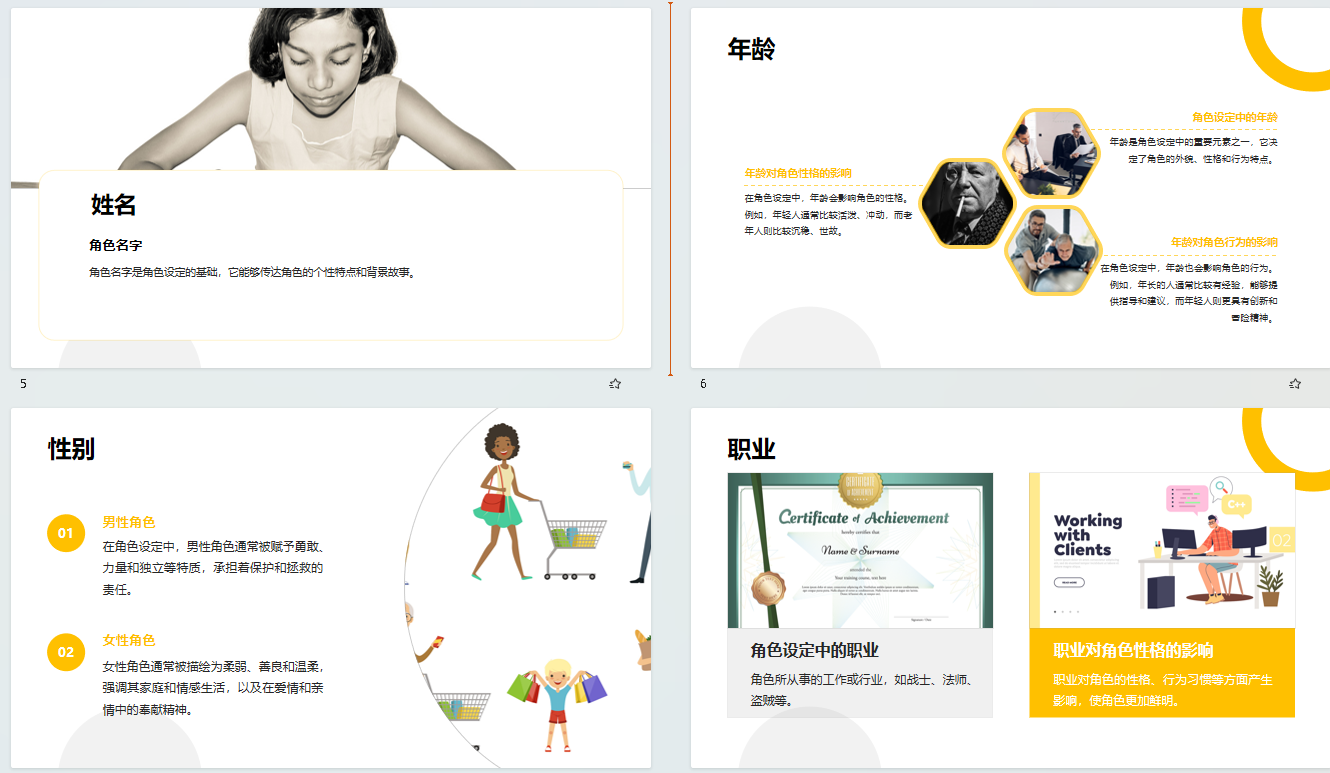 姓名
角色名字
角色名字是角色设定的基础，它能够传达角色的个性特点和背景故事。
5
年龄
角色设定中的年龄
年龄是角色设定中的重要元素之一，它决
定了角色的外貌、性格和行为特点。
年龄对角色性格的影响
在角色设定中，年龄会影响角色的性格。
例如，年轻人通常比较活泼、冲动，而老
年人则比较沉稳、世故。
年龄对角色行为的影响
在角色设定中，年龄也会影响角色的行为。
例如，年长的人通常比较有经验，能够提
供指导和建议，而年轻人则更具有创新和
冒险精神。
6
性别
01
男性角色
在角色设定中，男性角色通常被赋予勇敢、
力量和独立等特质，承担着保护和拯救的
责任。
02
女性角色
女性角色通常被描绘为柔弱、善良和温柔，
强调其家庭和情感生活，以及在爱情和亲
情中的奉献精神。
职业
CERTIFICATE
Certificate of Achievement
hereby certifies that
Name & Surname
Your training course, text here
角色设定中的职业
角色所从事的工作或行业，如战士、法师、
盗贼等。
C++
Working
with
Clients
READ MORE
02
职业对角色性格的影响
职业对角色的性格、行为习惯等方面产生
影响，使角色更加鲜明。